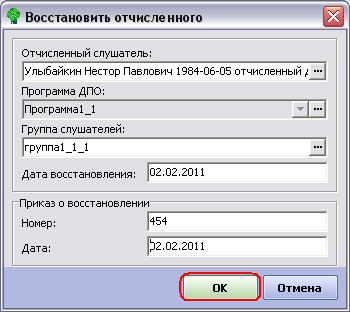 Восстановить отчисленного
Отчисленный слушатель:
Улыбайкин Нестор Павлович 1984-06-05 отчисленный
Программа ДПО:
Программа1_1
Группа слушателей:
группа1_1_1
Дата восстановления: 02.02.2011
Приказ о восстановлении
Номер: 454
Дата: 02.02.2011
OK Отмена